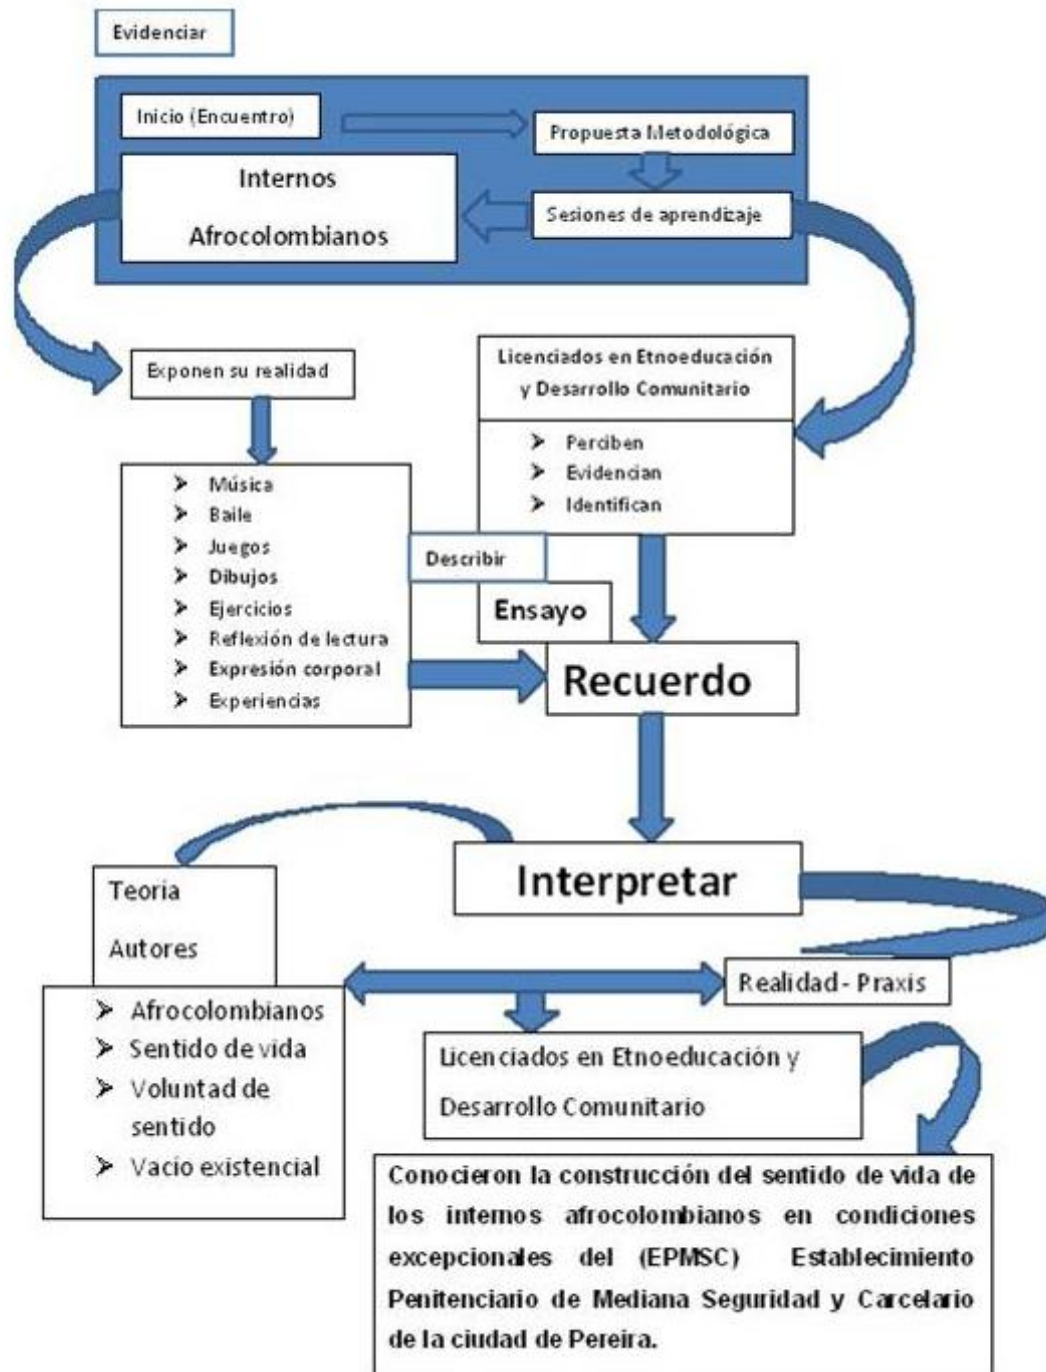 Evidenciar
Inicio (Encuentro)
Propuesta Metodológica
Internos
Afrocolombianos
Sesiones de aprendizaje
Exponen su realidad
Licenciados en Etnoeducación
y Desarrollo Comunitario
➤ Perciben
➤ Evidencian
➤ Identifican
➤ Música
➤ Baile
➤ Juegos
➤ Dibujos
➤ Ejercicios
➤ Reflexión de lectura
➤ Expresión corporal
➤ Experiencias
Describir
Ensayo
Recuerdo
Interpretar
Teoria
Autores
➤ Afrocolombianos
➤ Sentido de vida
➤ Voluntad de
sentido
➤ Vacio existencial
Realidad - Praxis
Licenciados en Etnoeducación y
Desarrollo Comunitario
Conocieron la construcción del sentido de vida de
los internos afrocolombianos en condiciones
excepcionales del (EPMSC) Establecimiento
Penitenciario de Mediana Seguridad y Carcelario
de la ciudad de Pereira.